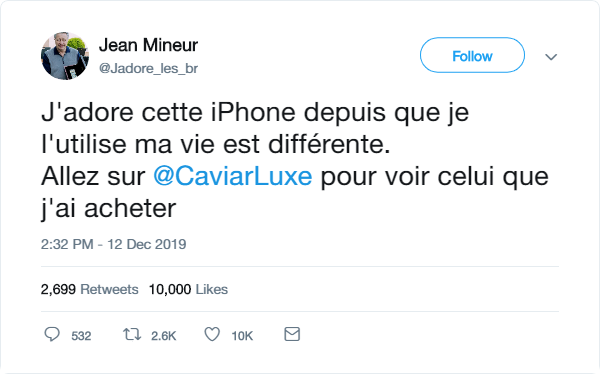 Jean Mineur
Follow
@Jadore_les_br
J'adore cette iPhone depuis que je
l'utilise ma vie est différente.
Allez sur @CaviarLuxe pour voir celui que
j'ai acheter
2:32 PM - 12 Dec 2019
2,699 Retweets 10,000 Likes
532 2.6K 10K